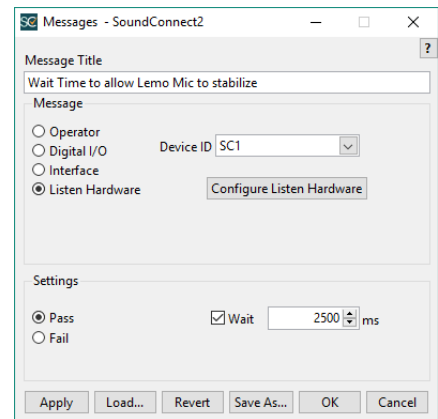 SC Messages - SoundConnect2
?
Message Title
Wait Time to allow Lemo Mic to stabilize
Message
Operator
Digital I/O
Device ID SC1
Interface
Listen Hardware
Configure Listen Hardware
Settings
Pass
Wait 2500 ms
Fail
Apply Load... Revert Save As... OK Cancel